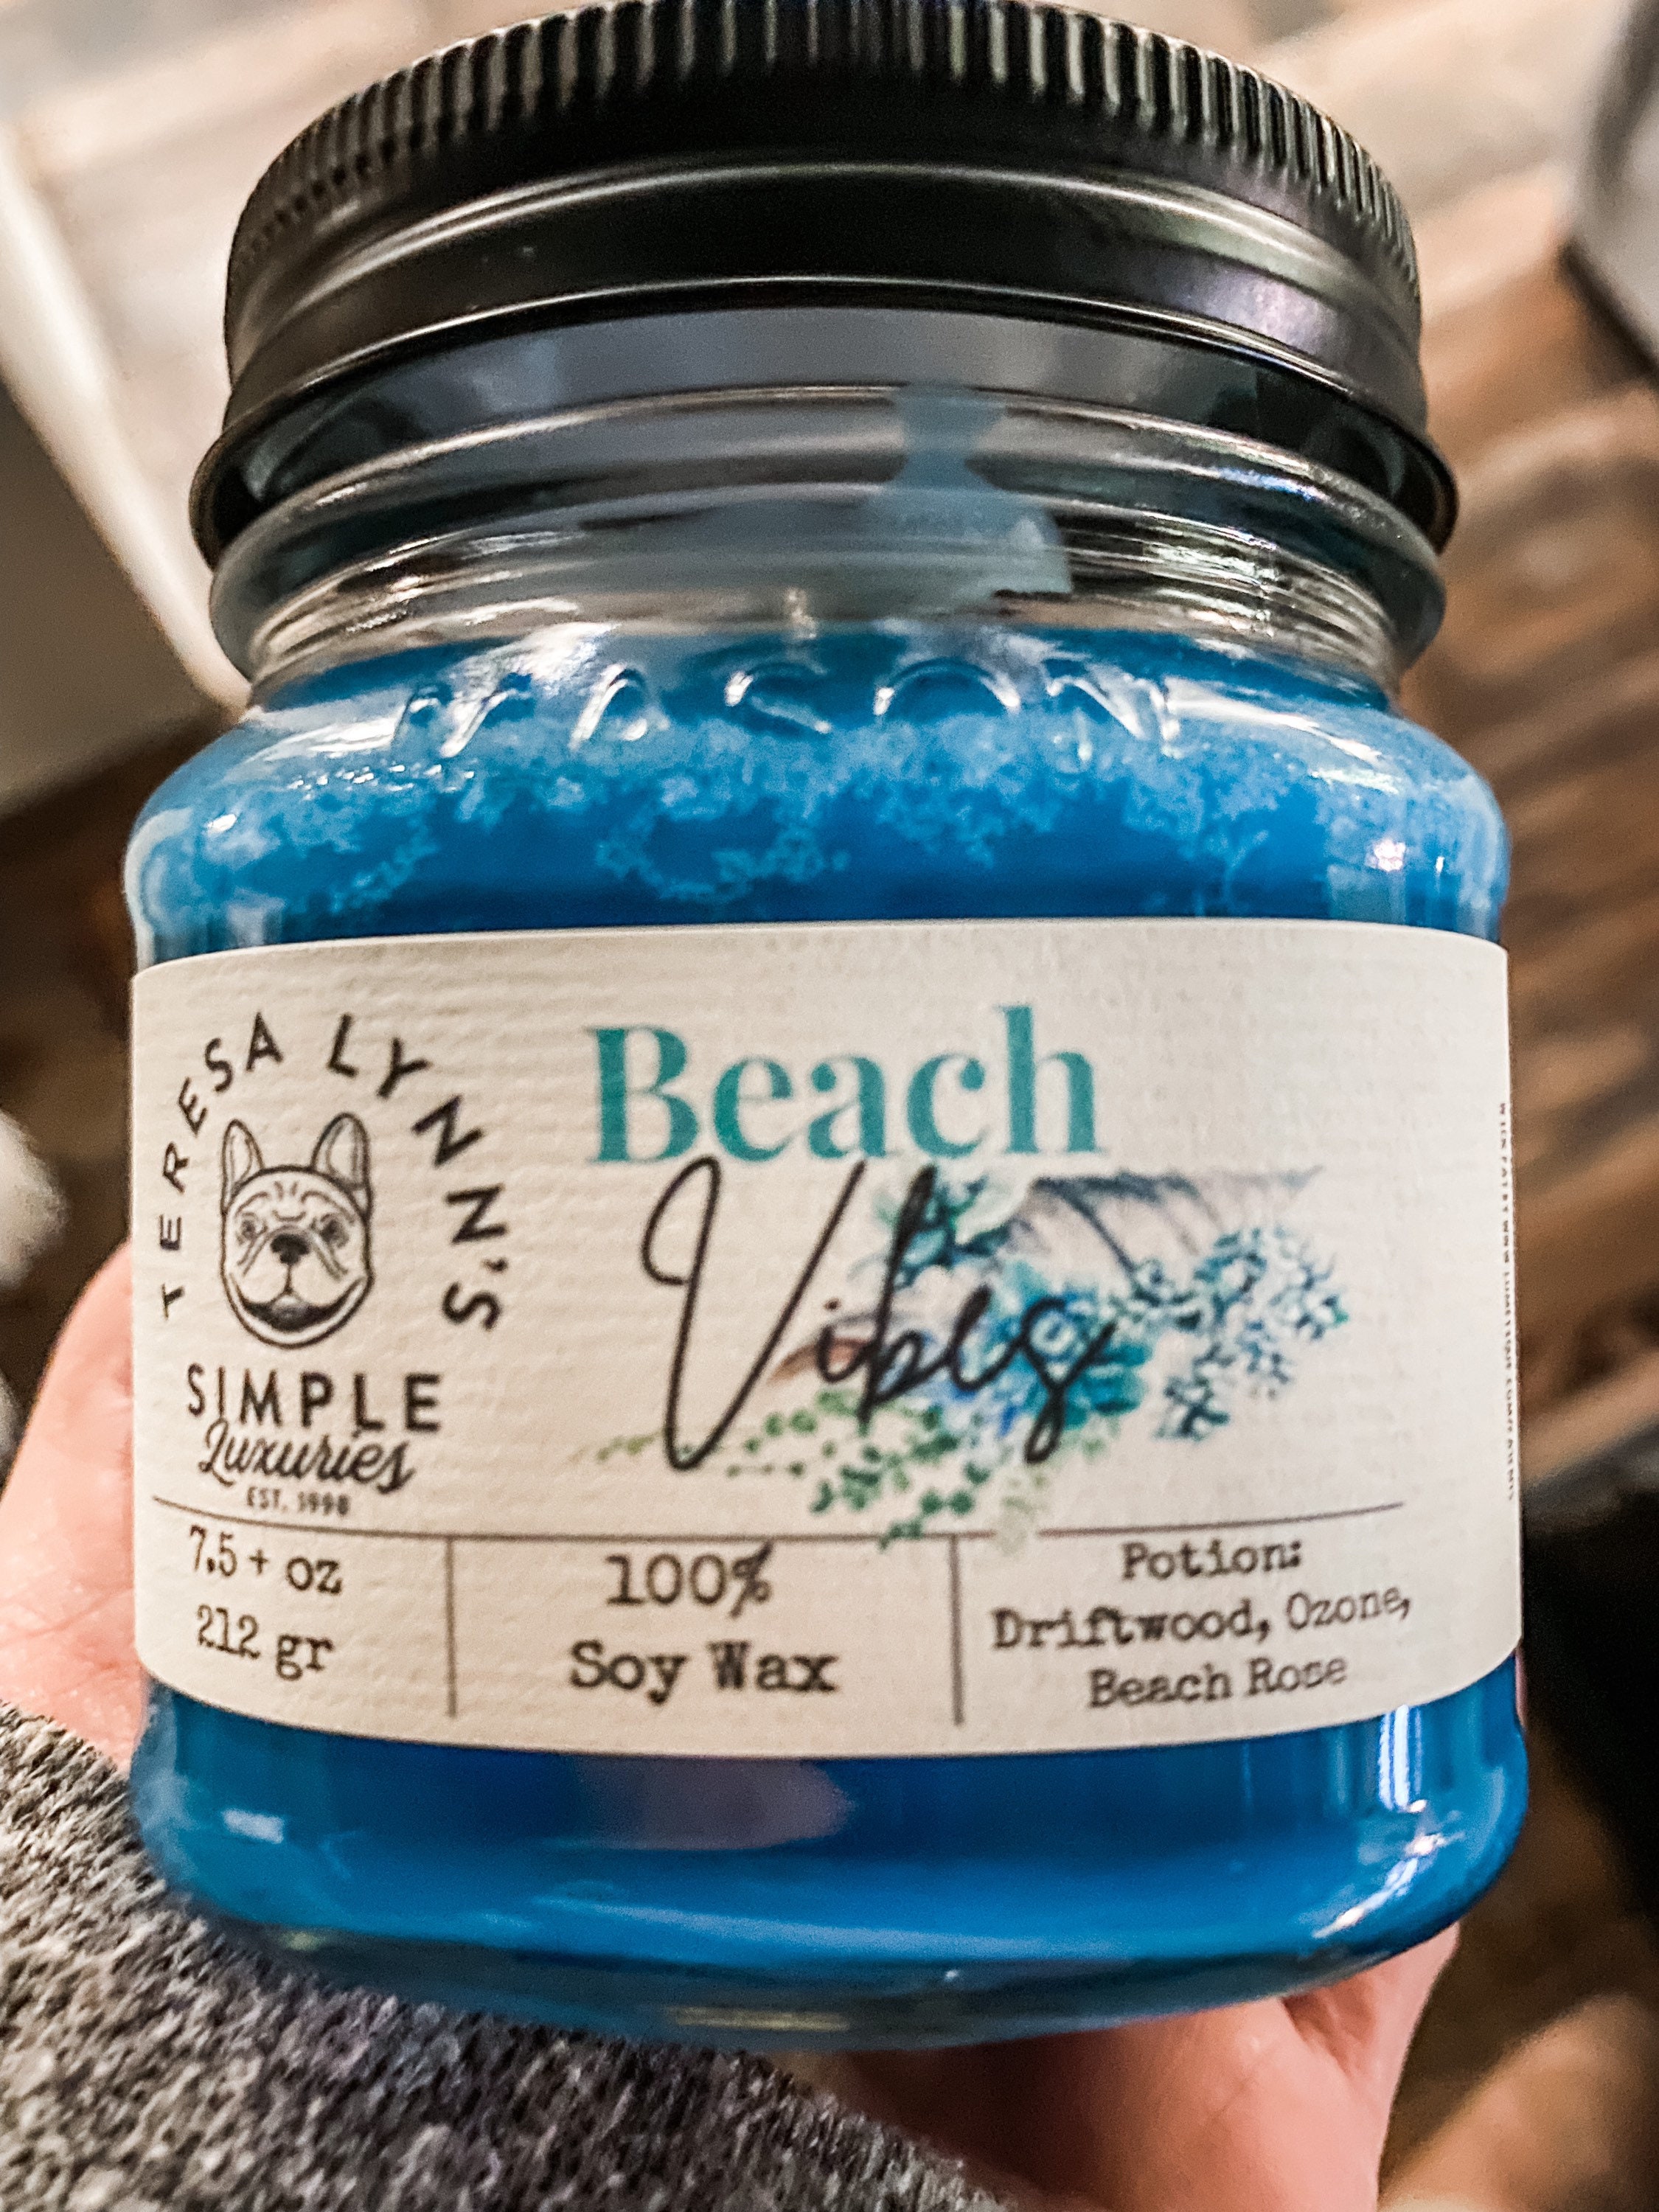 MASON
TERESA LYNN'S
SIMPLE
Luxuries
EST. 1998
Beach
Vibes
7.5+ oz
212 gr
100%
Soy Wax
Potion:
Driftwood, Ozone,
Beach Rose